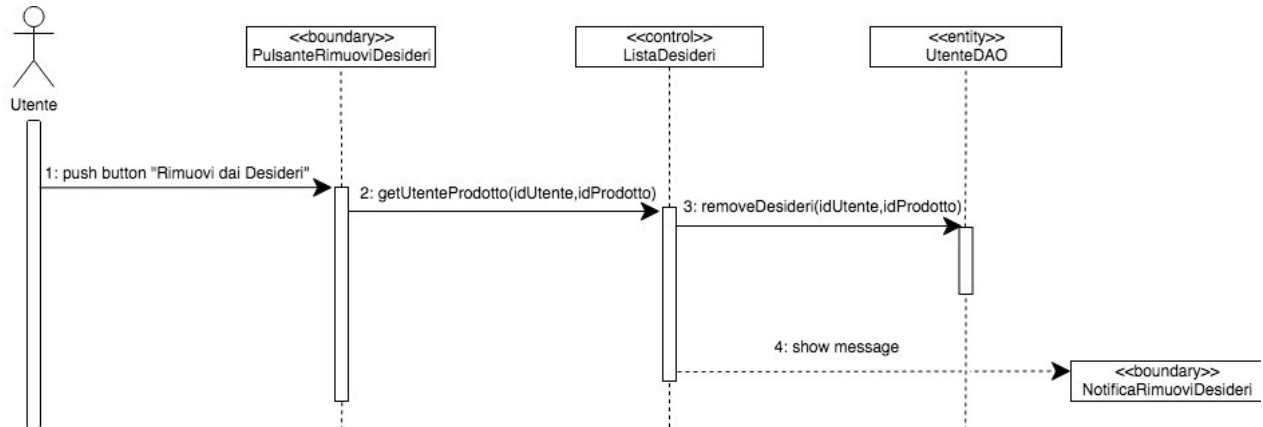 <<boundary>>
PulsanteRimuoviDesideri
<<control>>
ListaDesideri
<<entity>>
UtenteDAO
Utente
1: push button "Rimuovi dai Desideri"
2: getUtenteProdotto(idUtente,idProdotto)
3: removeDesideri(idUtente,idProdotto)
4: show message
<<boundary>>
NotificaRimuoviDesideri